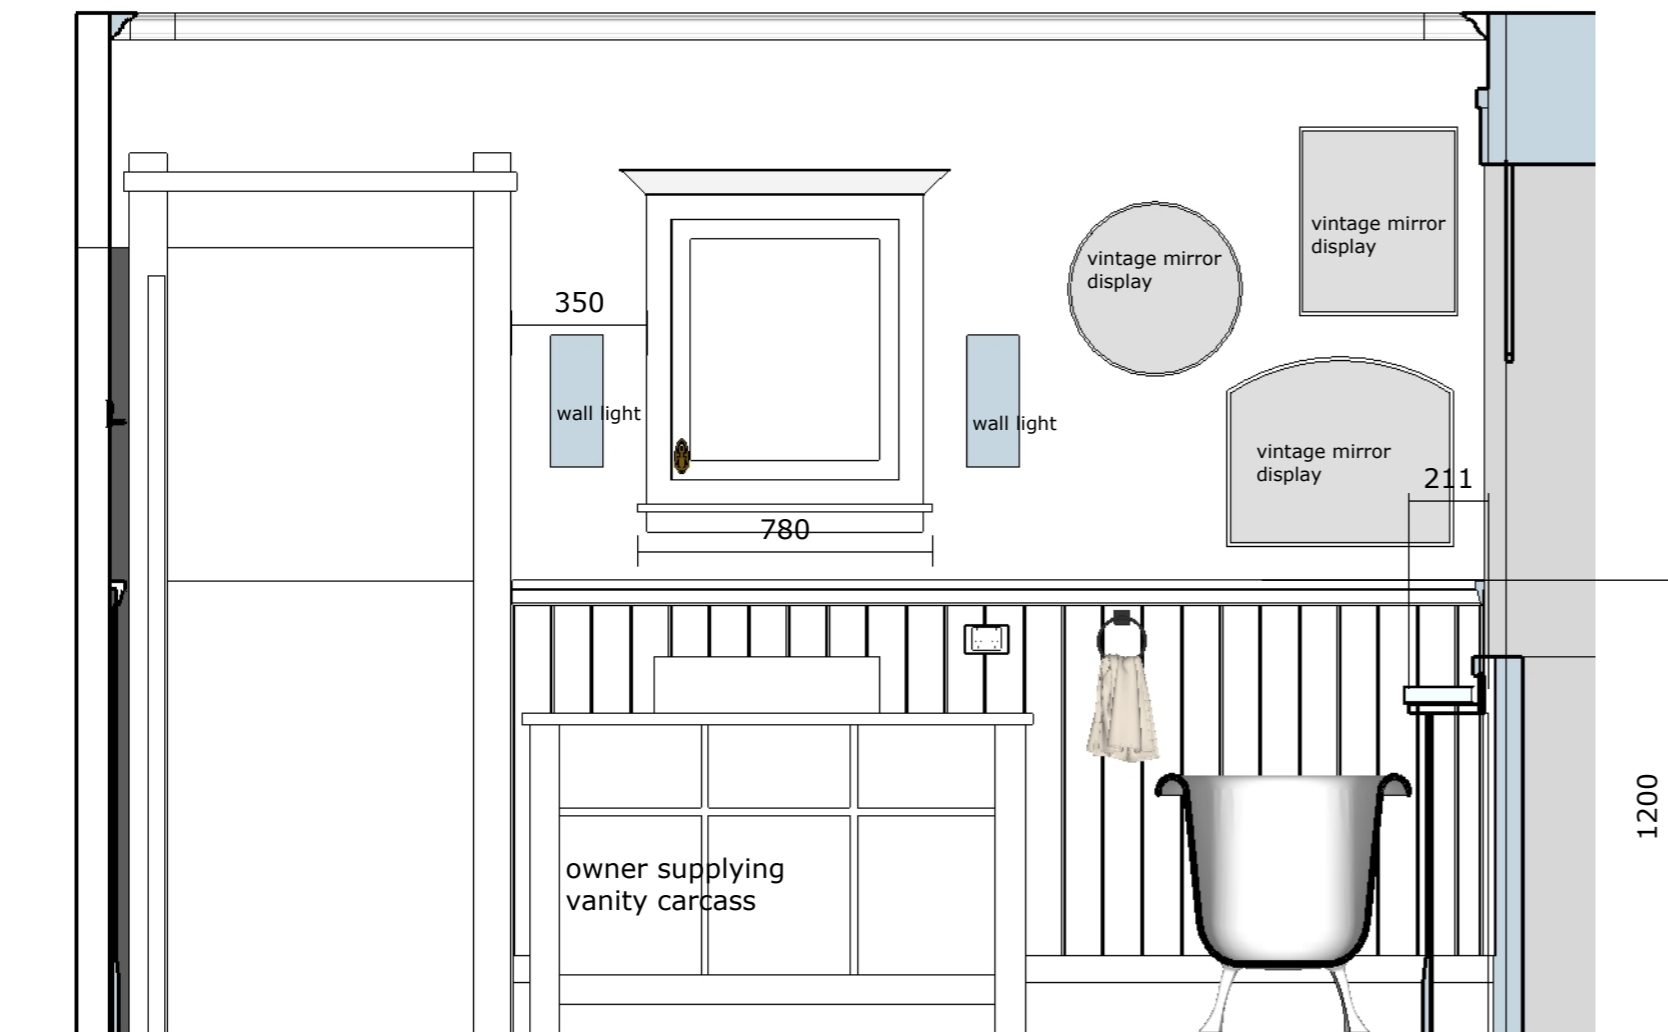 vintage mirror
display
vintage mirror
display
350
wall light
wall light
vintage mirror
display
211
780
1200
owner supplying
vanity carcass